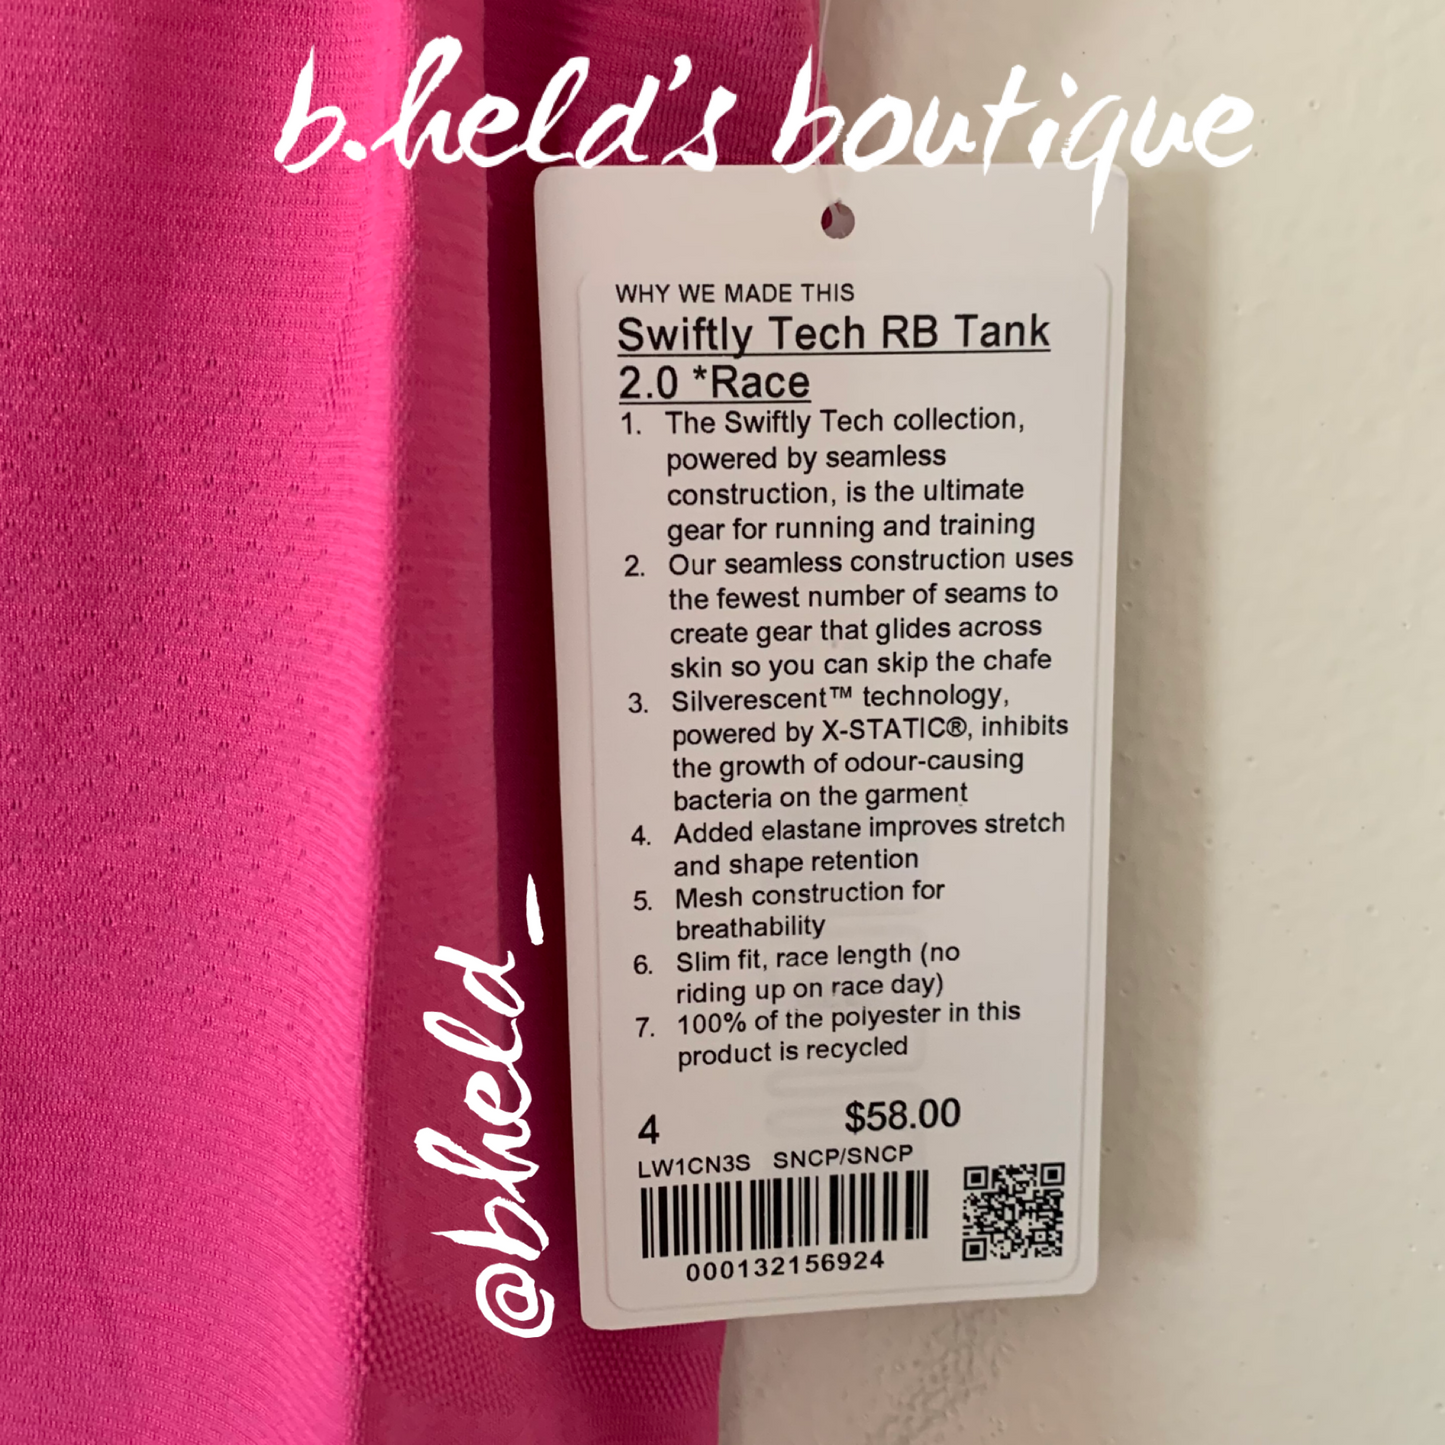 b.held's boutique
WHY WE MADE THIS
Swiftly Tech RB Tank
2.0 *Race
1. The Swiftly Tech collection,
powered by seamless
construction, is the ultimate
gear for running and training
2. Our seamless construction uses
the fewest number of seams to
create gear that glides across
skin so you can skip the chafe
3. Silverescent™ technology,
powered by X-STATIC®, inhibits
the growth of odour-causing
bacteria on the garment
4. Added elastane improves stretch
and shape retention
5. Mesh construction for
breathability
6. Slim fit, race length (no
riding up on race day)
7. 100% of the polyester in this
product is recycled
4 $58.00
LW1CN3S SNCP/SNCP
000132156924
@bheld_